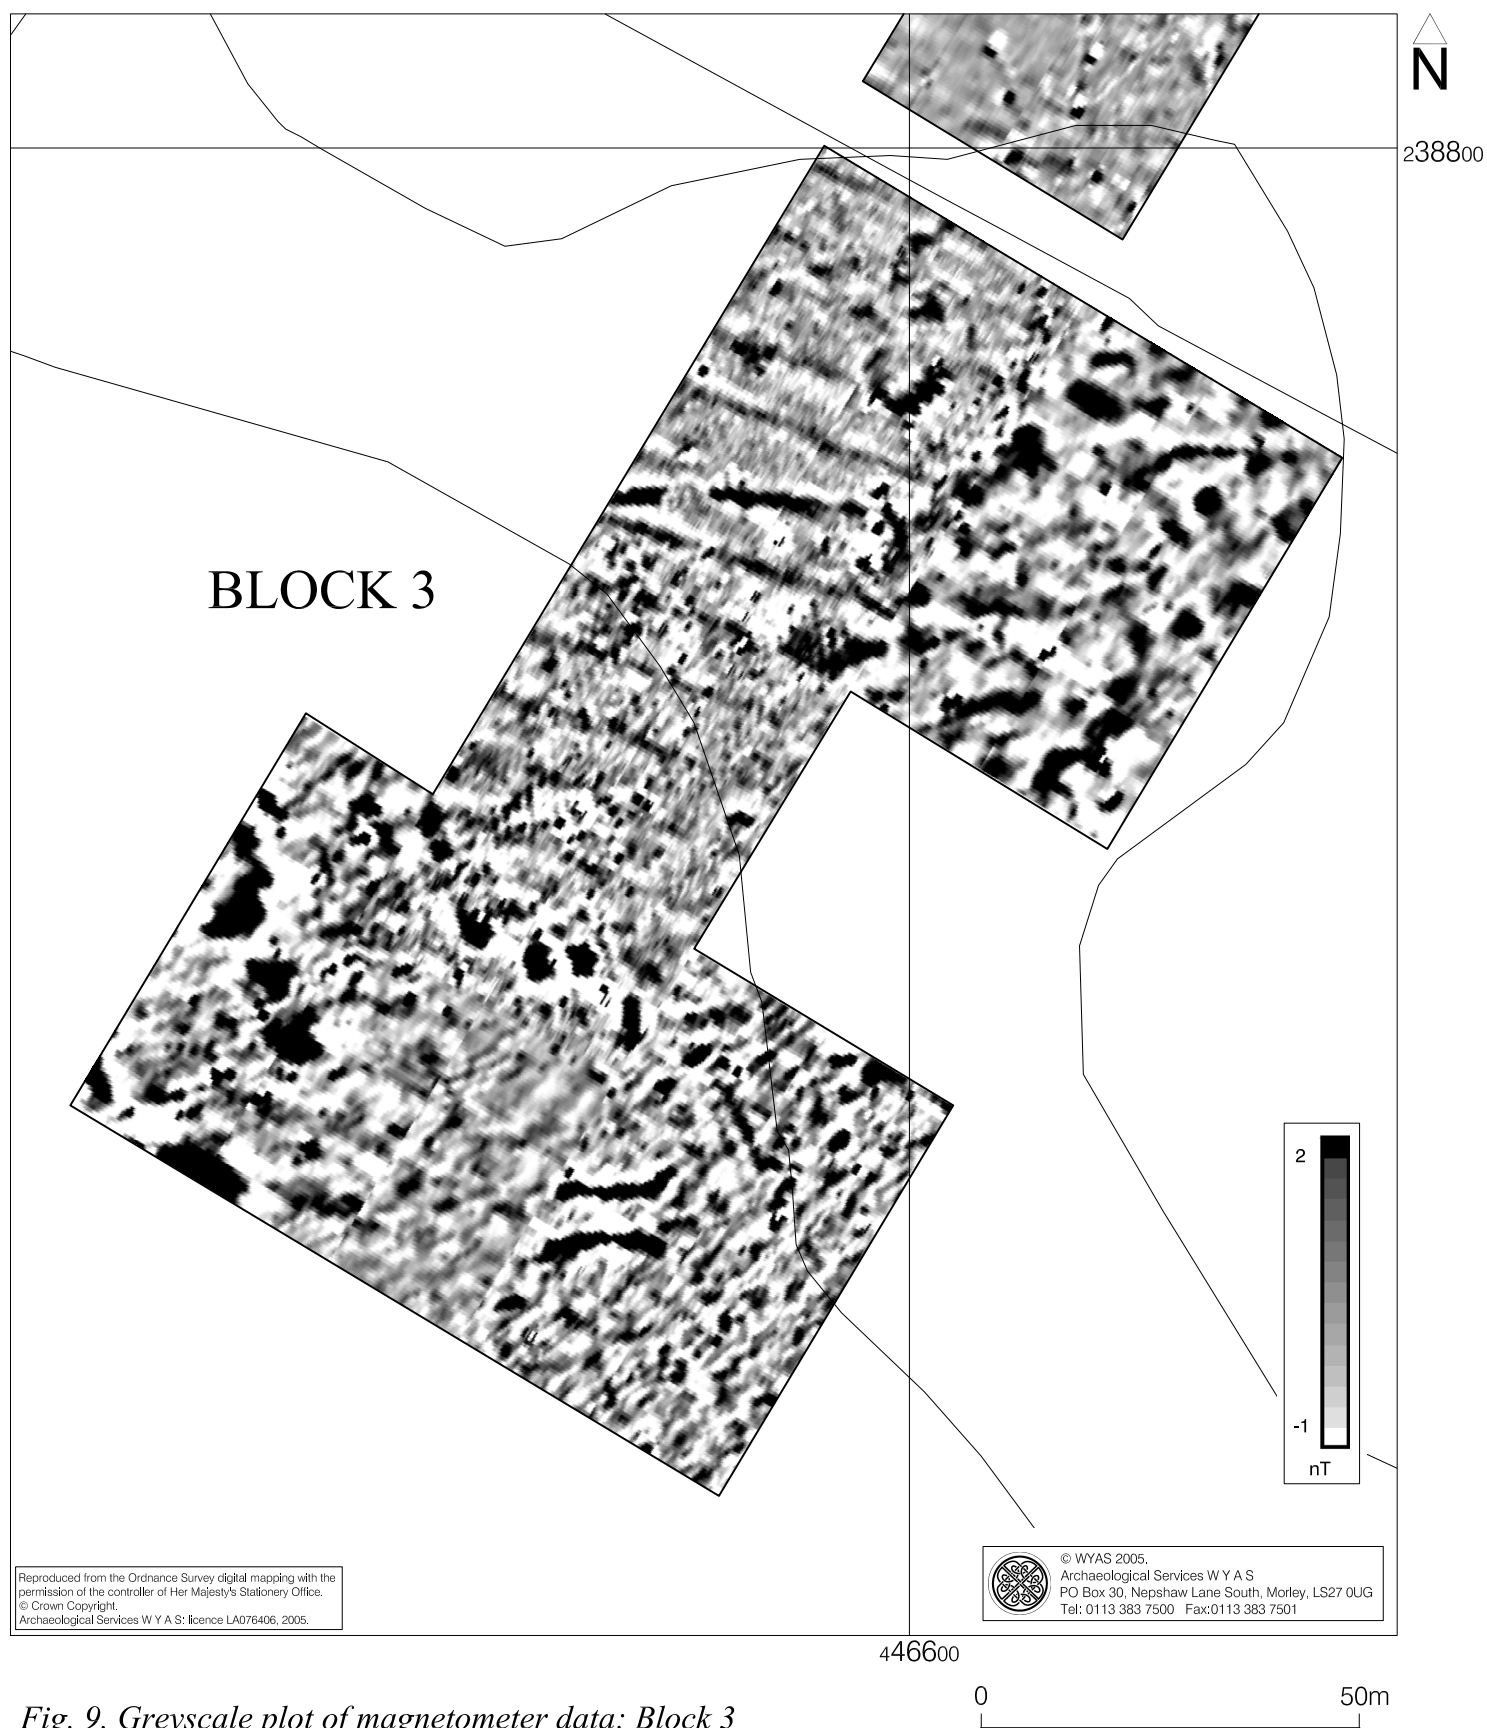 N
238800
BLOCK 3
2
-1
nT
Reproduced from the Ordnance Survey digital mapping with the
permission of the controller of Her Majesty's Stationery Office.
© Crown Copyright.
Archaeological Services W Y A S: licence LA076406, 2005.
© WYAS 2005.
Archaeological Services W Y A S
PO Box 30, Nepshaw Lane South, Morley, LS27 0UG
Tel: 0113 383 7500 Fax:0113 383 7501
446600
0 50m
Fig. 9. Greyscale plot of magnetometer data; Block 3